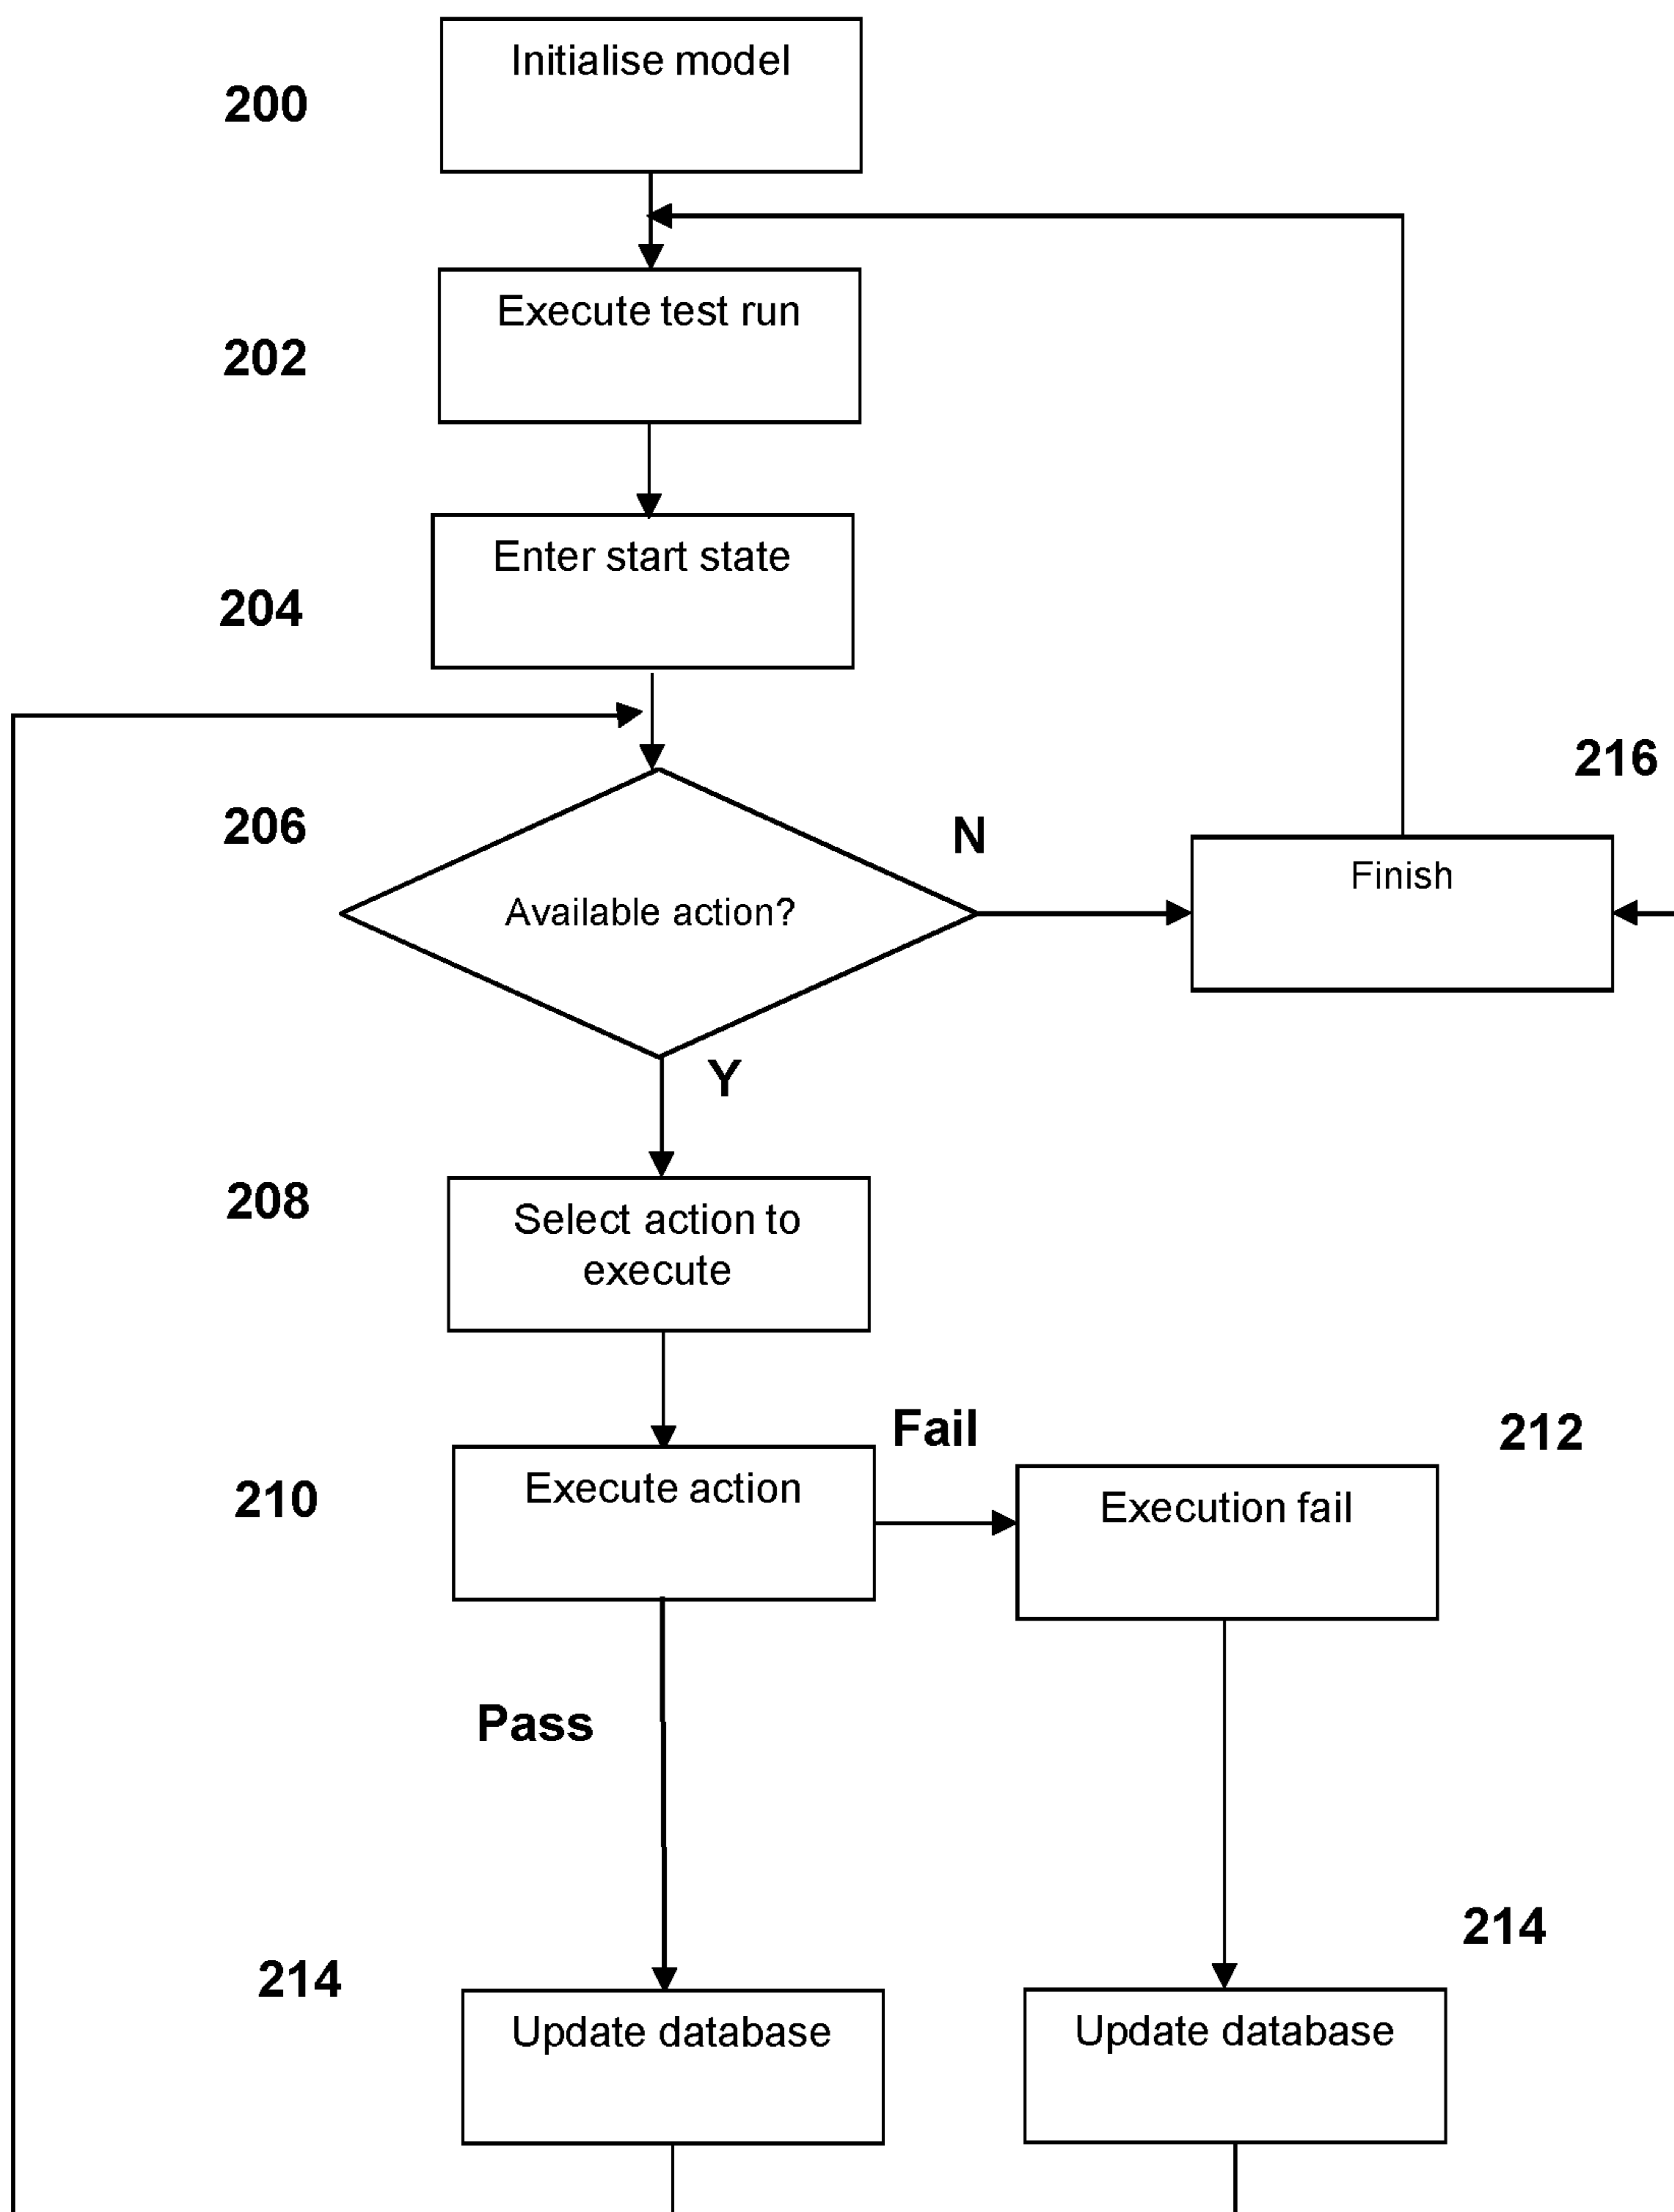 Initialise model
200
Execute test run
202
Enter start state
204
216
206
N
Finish
Available action?
Y
208
Select action to
execute
Fail
212
210
Execute action
Execution fail
Pass
214
214
Update database
Update database